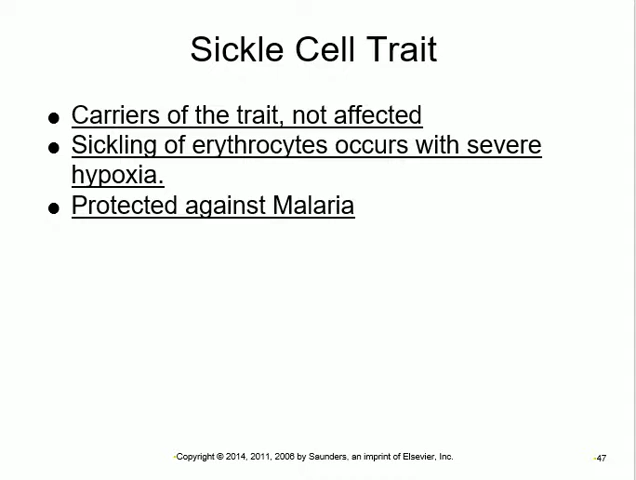 Sickle Cell Trait
● Carriers of the trait, not affected
● Sickling of erythrocytes occurs with severe
hypoxia.
● Protected against Malaria
•Copyright © 2014, 2011, 2006 by Saunders, an imprint of Elsevier, Inc.
•47